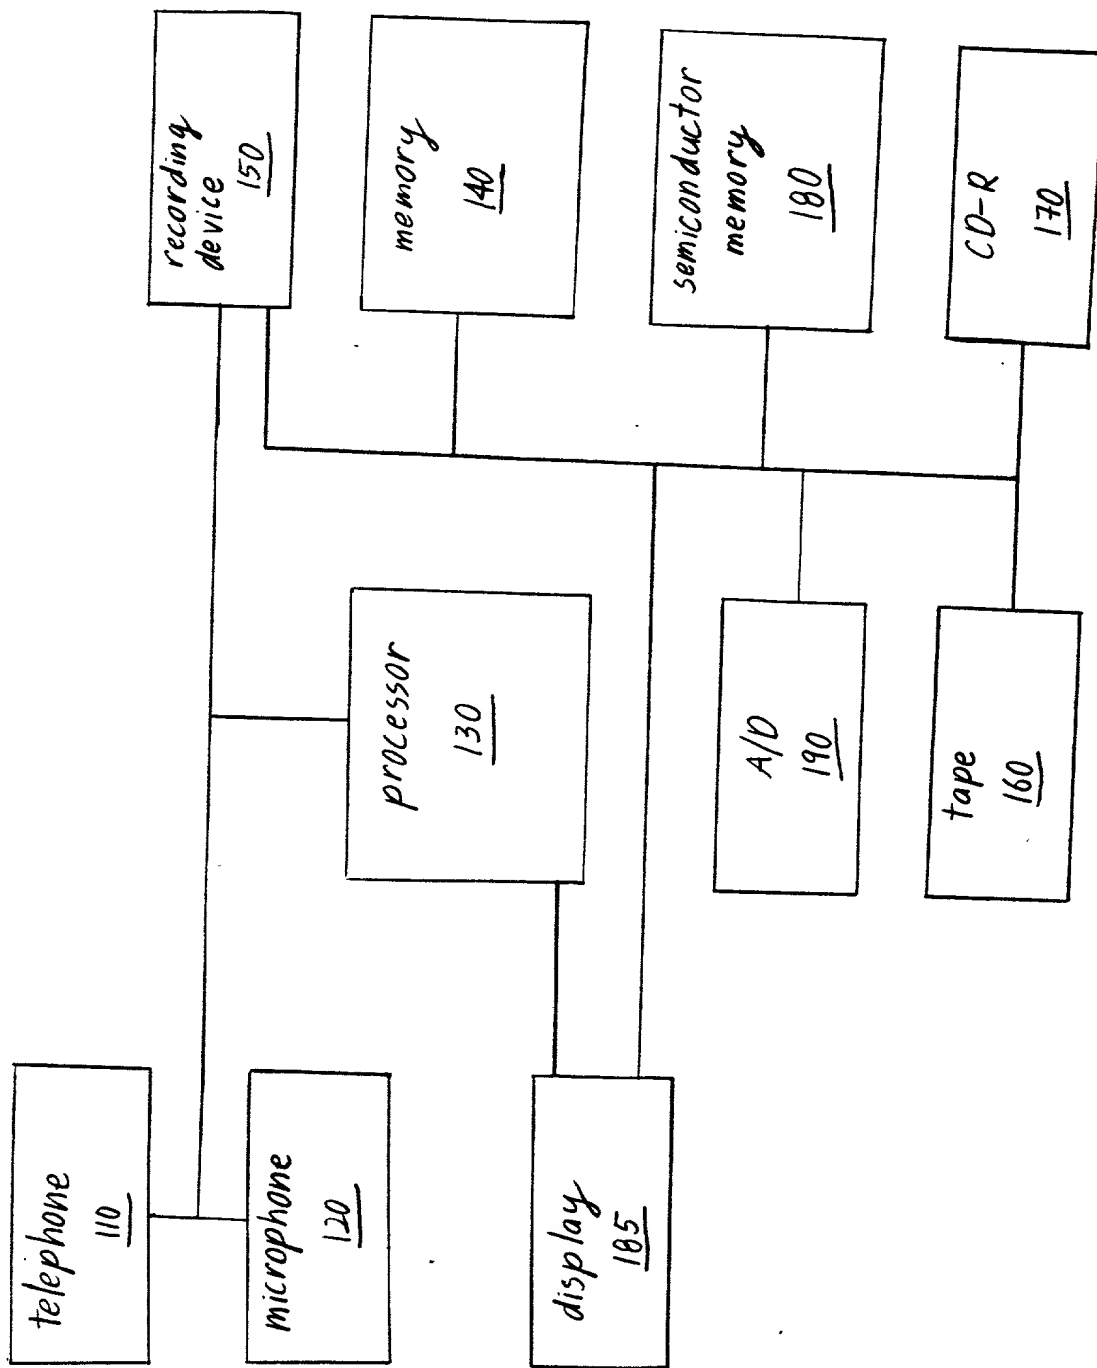 telephone
110
microphone
120
display
185
processor
130
A/D
190
tape
160
recording
device
150
memory
140
semiconductor
memory
180
CD-R
170